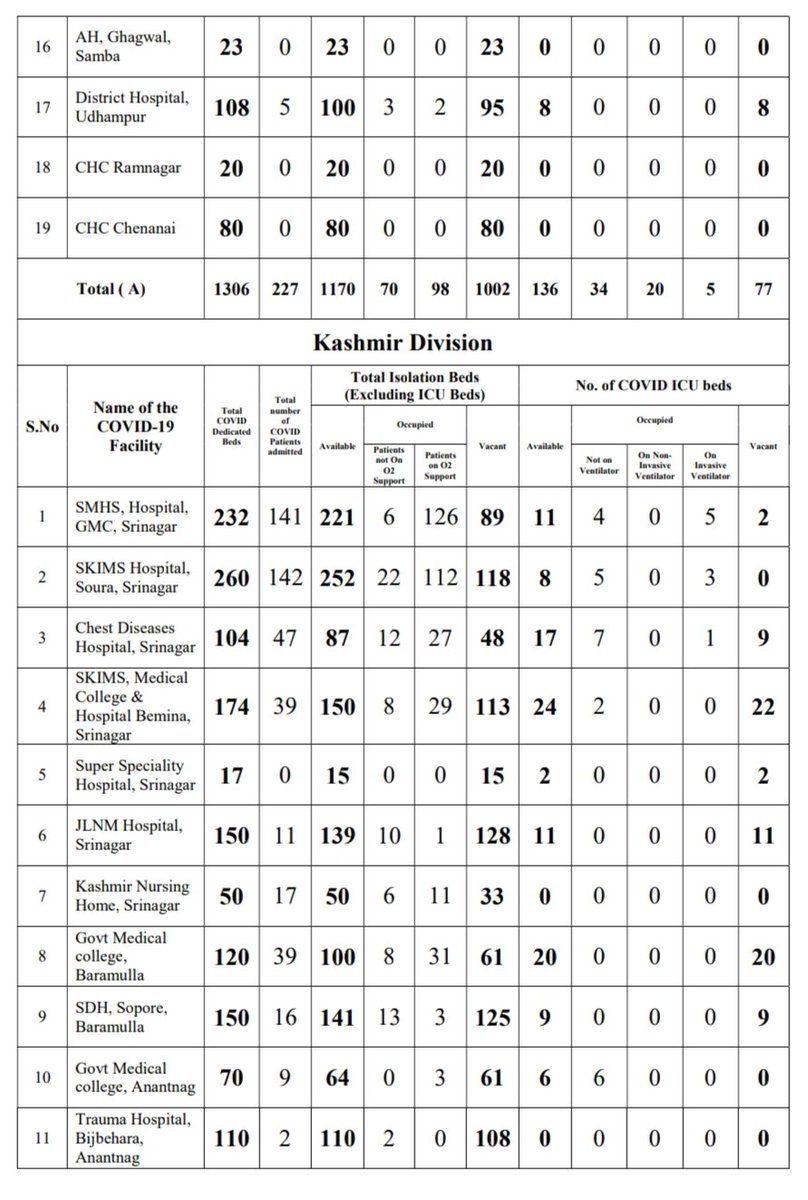 16 AH, Ghagwal, Samba 23 0 23 0 0 23 0 0 0 0 0
17 District Hospital, Udhampur 108 5 100 3 2 95 8 0 0 0 8
18 CHC Ramnagar 20 0 20 0 0 20 0 0 0 0 0
19 CHC Chenanai 80 0 80 0 0 80 0 0 0 0 0
Total ( A) 1306 227 1170 70 98 1002 136 34 20 5 77
Kashmir Division
S.No Name of the COVID-19 Facility Total COVID Dedicated Beds Total number of COVID Patients admitted Total Isolation Beds (Excluding ICU Beds) No. of COVID ICU beds
Available Occupied Vacant Available Occupied Vacant
Patients not On O2 Support Patients on O2 Support Not on Ventilator On Non-Invasive Ventilator On Invasive Ventilator
1 SMHS, Hospital, GMC, Srinagar 232 141 221 6 126 89 11 4 0 5 2
2 SKIMS Hospital, Soura, Srinagar 260 142 252 22 112 118 8 5 0 3 0
3 Chest Diseases Hospital, Srinagar 104 47 87 12 27 48 17 7 0 1 9
4 SKIMS, Medical College & Hospital Bemina, Srinagar 174 39 150 8 29 113 24 2 0 0 22
5 Super Speciality Hospital, Srinagar 17 0 15 0 0 15 2 0 0 0 2
6 JLNM Hospital, Srinagar 150 11 139 10 1 128 11 0 0 0 11
7 Kashmir Nursing Home, Srinagar 50 17 50 6 11 33 0 0 0 0 0
8 Govt Medical college, Baramulla 120 39 100 8 31 61 20 0 0 0 20
9 SDH, Sopore, Baramulla 150 16 141 13 3 125 9 0 0 0 9
10 Govt Medical college, Anantnag 70 9 64 0 3 61 6 6 0 0 0
11 Trauma Hospital, Bijbehara, Anantnag 110 2 110 2 0 108 0 0 0 0 0